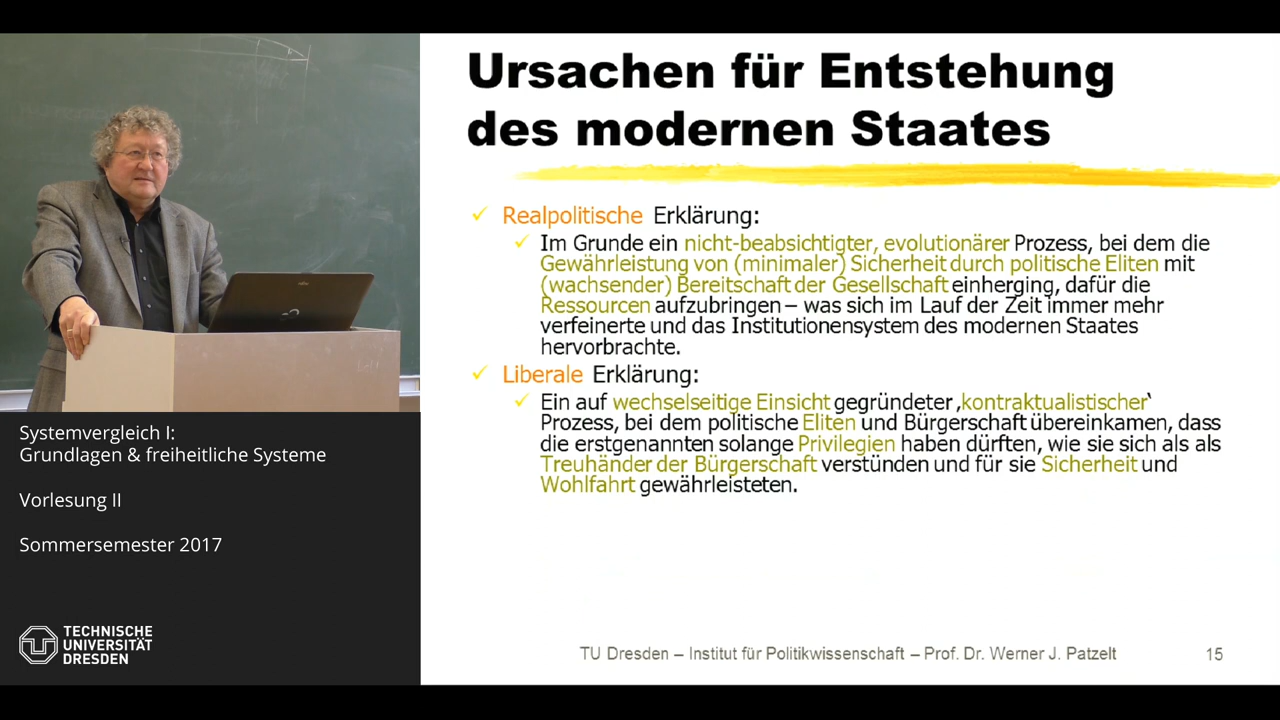 Ursachen für Entstehung
des modernen Staates
Realpolitische Erklärung:
Im Grunde ein nicht-beabsichtigter, evolutionärer Prozess, bei dem die
Gewährleistung von (minimaler) Sicherheit durch politische Eliten mit
(wachsender) Bereitschaft der Gesellschaft einherging, dafür die
Ressourcen aufzubringen – was sich im Lauf der Zeit immer mehr
verfeinerte und das Institutionensystem des modernen Staates
hervorbrachte.
Liberale Erklärung:
Ein auf wechselseitige Einsicht gegründeter ‚kontraktualistischer‘
Prozess, bei dem politische Eliten und Bürgerschaft übereinkamen, dass
die erstgenannten solange Privilegien haben dürften, wie sie sich als als
Treuhänder der Bürgerschaft verstünden und für sie Sicherheit und
Wohlfahrt gewährleisteten.
TU Dresden – Institut für Politikwissenschaft – Prof. Dr. Werner J. Patzelt
15
Systemvergleich I:
Grundlagen & freiheitliche Systeme
Vorlesung II
Sommersemester 2017
TECHNISCHE
UNIVERSITÄT
DRESDEN